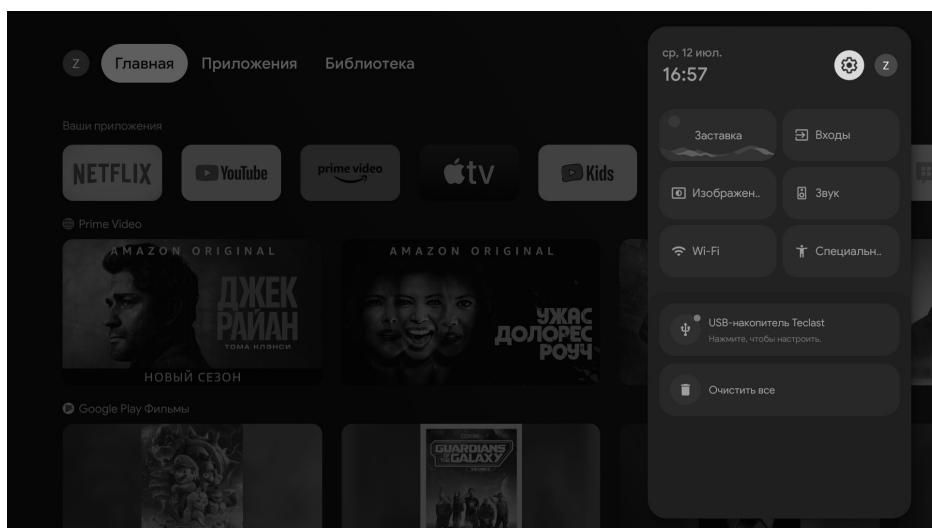 Z
Главная
Приложения
Библиотека
ср, 12 июл.
16:57
Z
Ваши приложения
NETFLIX
YouTube
prime video
tv
Kids
Заставка
Входы
Изображен..
Звук
Wi-Fi
Специальн..
Prime Video
AMAZON ORIGINAL
ДЖЕК
РАЙАН
ТОМА КЛЭНСИ
НОВЫЙ СЕЗОН
AMAZON ORIGINAL
УЖАС
ДОЛОРЕС
РОУЧ
USB-накопитель Teclast
Нажмите, чтобы настроить.
Очистить все
Google Play Фильмы
GUARDIANS
OF THE
GALAXY